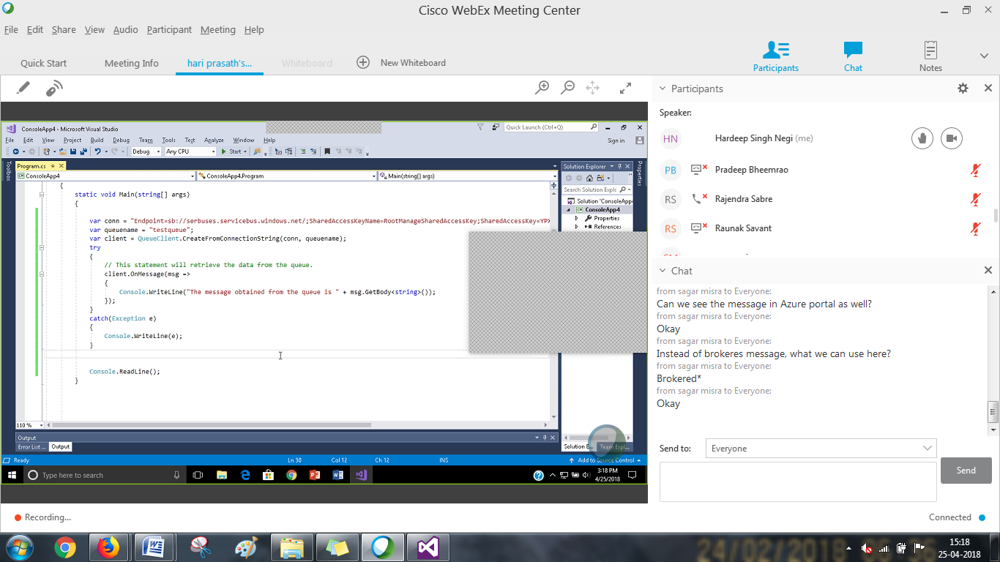 Cisco WebEx Meeting Center
File Edit Share View Audio Participant Meeting Help
Quick Start Meeting Info hari prasath's... Whiteboard New Whiteboard
Participants Chat Notes
ConsoleApp4 - Microsoft Visual Studio
Quick Launch (Ctrl+Q)
File Edit View Project Build Debug Team Tools Test Analyze Window Help
Sign in
Debug Any CPU Start
Toolbox
Program.cs
ConsoleApp4 ConsoleApp4.Program Main(string[] args)
{
static void Main(string[] args)
{
var conn = "Endpoint=sb://serbuses.servicebus.windows.net/;SharedAccessKeyName=RootManageSharedAccessKey;SharedAccessKey=YPX
var queuename = "testqueue";
var client = QueueClient.CreateFromConnectionString(conn, queuename);
try
{
// This statement will retrieve the data from the queue.
client.OnMessage(msg =>
{
Console.WriteLine("The message obtained from the queue is " + msg.GetBody<string>());
});
}
catch(Exception e)
{
Console.WriteLine(e);
}
Console.ReadLine();
}
110 %
Solution Explorer
Properties
Search Solution Explo
Solution 'ConsoleApp
ConsoleApp4
Properties
References
Output
Error List ... Output
Solution E... Team Expl...
Ready Ln 30 Col 12 Ch 12 INS Add to Source Control
Type here to search
3:18 PM
4/25/2018
Participants
Speaker:
HN Hardeep Singh Negi (me)
PB Pradeep Bheemrao
RS Rajendra Sabre
RS Raunak Savant
Chat
from sagar misra to Everyone:
Can we see the message in Azure portal as well?
from sagar misra to Everyone:
Okay
from sagar misra to Everyone:
Instead of brokeres message, what we can use here?
from sagar misra to Everyone:
Brokered*
from sagar misra to Everyone:
Okay
Send to: Everyone
Send
Recording...
Connected
15:18
25-04-2018